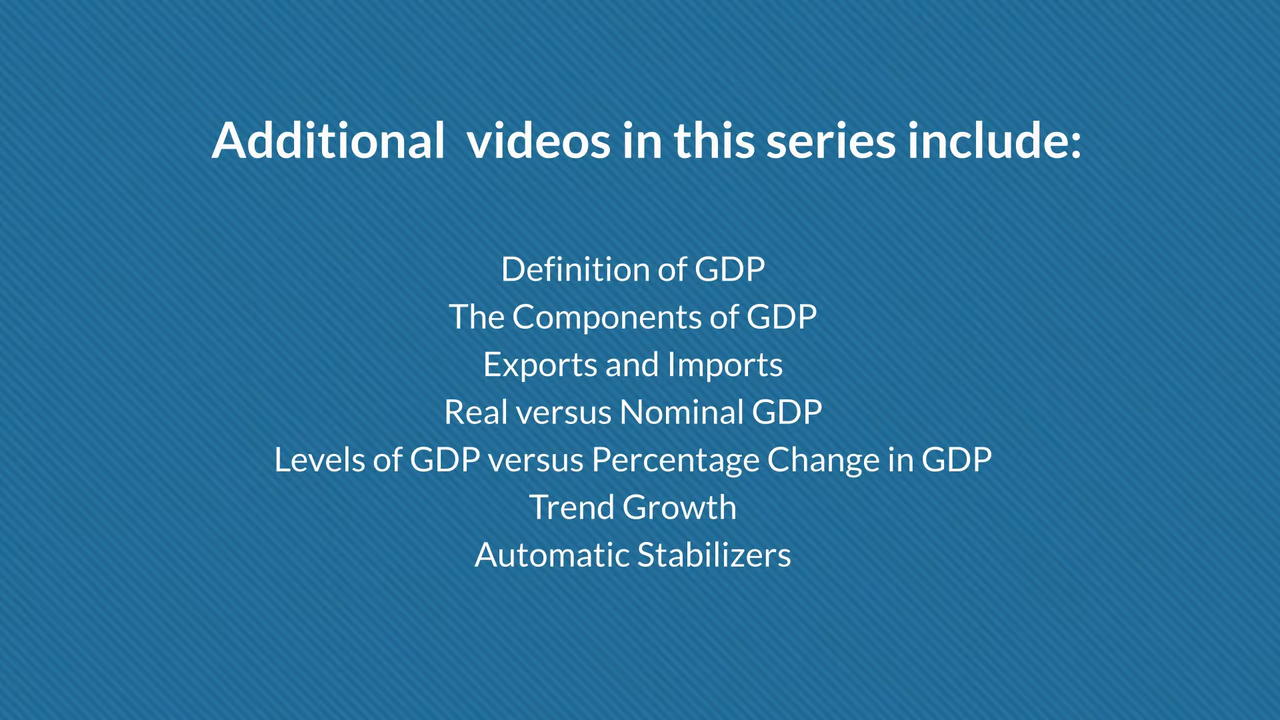 Additional  videos in this series include:
Definition of GDP
The Components of GDP
Exports and Imports
Real versus Nominal GDP
Levels of GDP versus Percentage Change in GDP
Trend Growth
Automatic Stabilizers